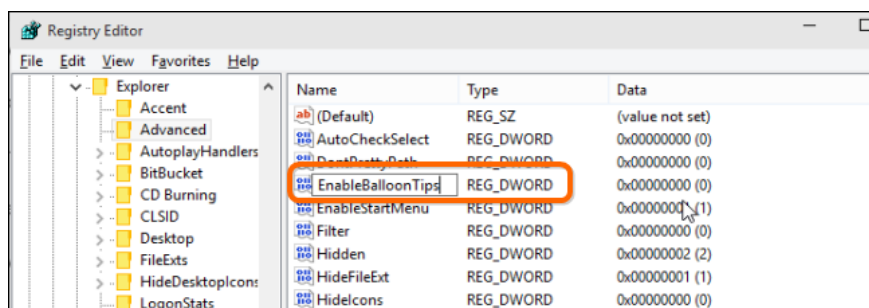 Registry Editor
File Edit View Favorites Help
Explorer
Accent
Advanced
AutoplayHandlers
BitBucket
CD Burning
CLSID
Desktop
FileExts
HideDesktopIcons
LogonStats
Name Type Data
(Default) REG_SZ (value not set)
AutoCheckSelect REG_DWORD 0x00000000 (0)
DontPrettyPath REG_DWORD 0x00000000 (0)
EnableBalloonTips REG_DWORD 0x00000000 (0)
EnableStartMenu REG_DWORD (1)
Filter REG_DWORD 0x00000000 (0)
Hidden REG_DWORD 0x00000002 (2)
HideFileExt REG_DWORD 0x00000001 (1)
HideIcons REG_DWORD 0x00000000 (0)